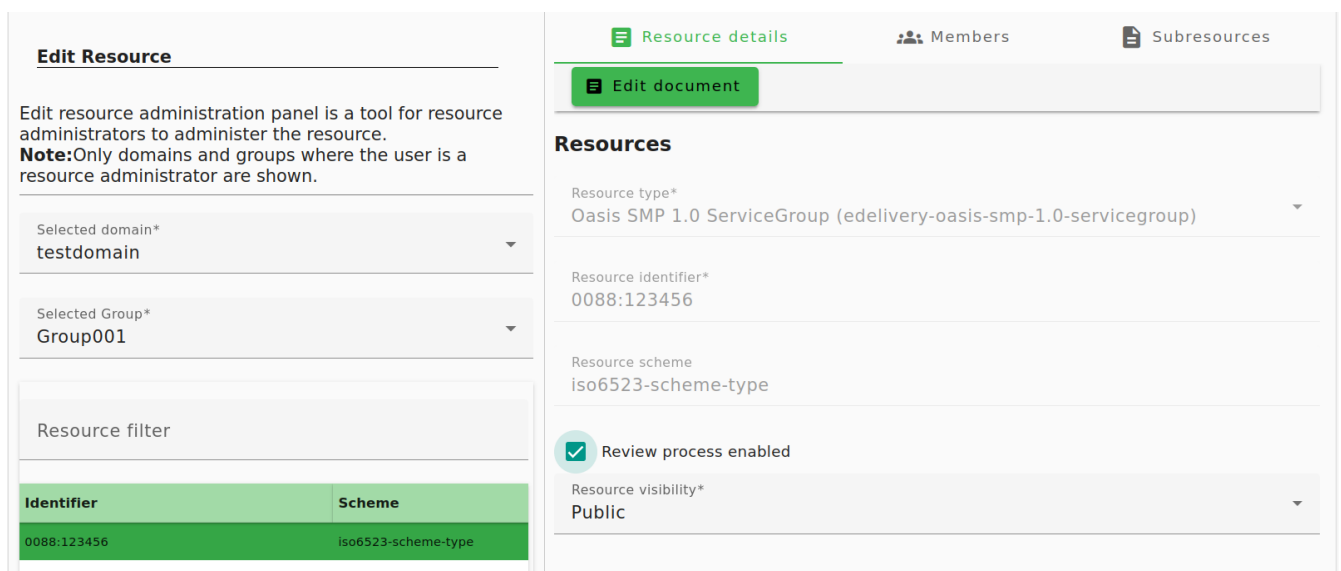 Edit Resource
Edit resource administration panel is a tool for resource
administrators to administer the resource.
Note:Only domains and groups where the user is a
resource administrator are shown.
Selected domain*
testdomain
Selected Group*
Group001
Resource filter
Identifier Scheme
0088:123456 iso6523-scheme-type
Resource details Members Subresources
Edit document
Resources
Resource type*
Oasis SMP 1.0 ServiceGroup (edelivery-oasis-smp-1.0-servicegroup)
Resource identifier*
0088:123456
Resource scheme
iso6523-scheme-type
Review process enabled
Resource visibility*
Public